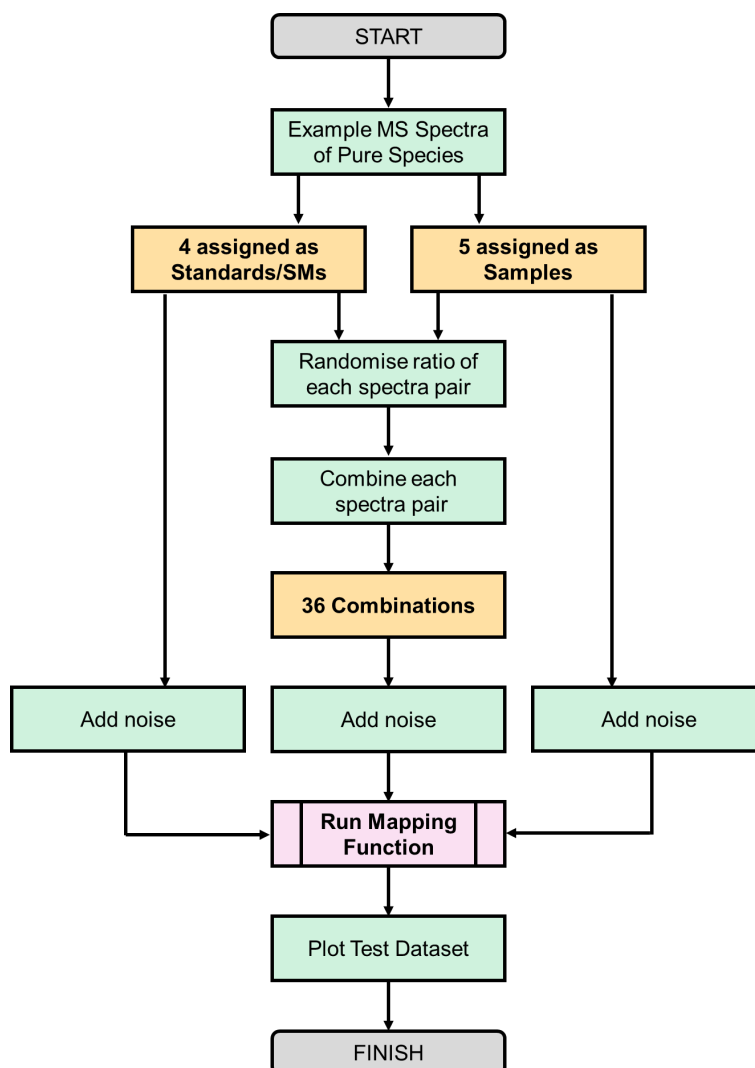 START
Example MS Spectra
of Pure Species
4 assigned as
Standards/SMs
5 assigned as
Samples
Randomise ratio of
each spectra pair
Combine each
spectra pair
36 Combinations
Add noise
Add noise
Add noise
Run Mapping
Function
Plot Test Dataset
FINISH